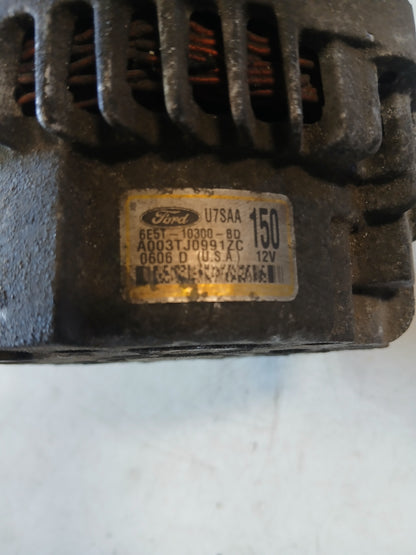 Ford U7SAA
6E5T-10300-BD 150
A003TJ0991ZC
0606 D (U.S.A) 12V